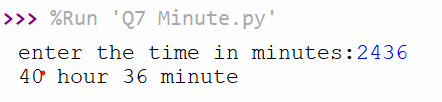 >>> %Run 'Q7 Minute.py'
enter the time in minutes:2436
40 hour 36 minute